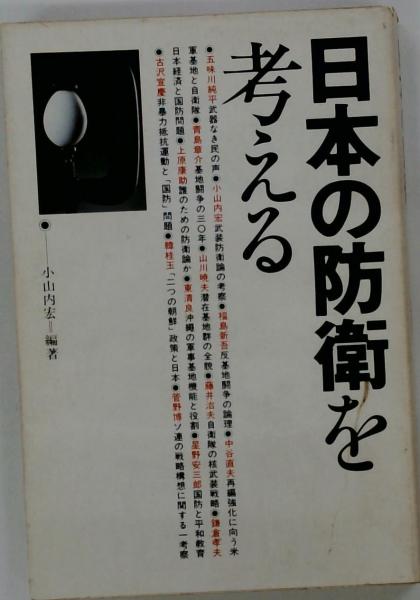 日本の防衛を
考える
●五味川純平武器なき民の声●小山内宏武装防衛論の考察●福島新吾反基地闘争の論理●中谷直夫再編強化に向う米
軍基地と自衛隊●青島章介基地闘争の三〇年●山川暁夫潜在基地群の全貌●藤井治夫自衛隊の核武装戦略●鎌倉孝夫
日本経済と国防問題●上原康助誰のための防衛論か●東清良沖縄の軍事基地機能と役割●星野安三郎国防と平和教育
●古沢宣慶非暴力抵抗運動と「国防」問題●韓桂玉「二つの朝鮮」政策と日本●菅野博ソ連の戦略構想に関する一考察
●――小山内宏＝編著